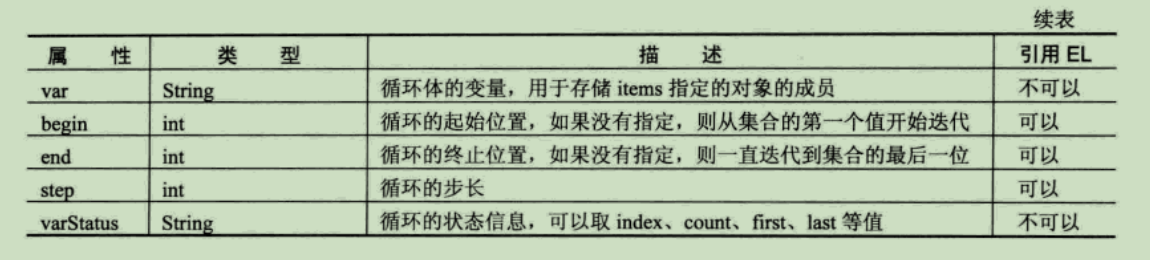 续表
属 性 类 型 描 述 引用 EL
var String 循环体的变量，用于存储 items 指定的对象的成员 不可以
begin int 循环的起始位置，如果没有指定，则从集合的第一个值开始迭代 可以
end int 循环的终止位置，如果没有指定，则一直迭代到集合的最后一位 可以
step int 循环的步长 可以
varStatus String 循环的状态信息，可以取 index、count、first、last 等值 不可以